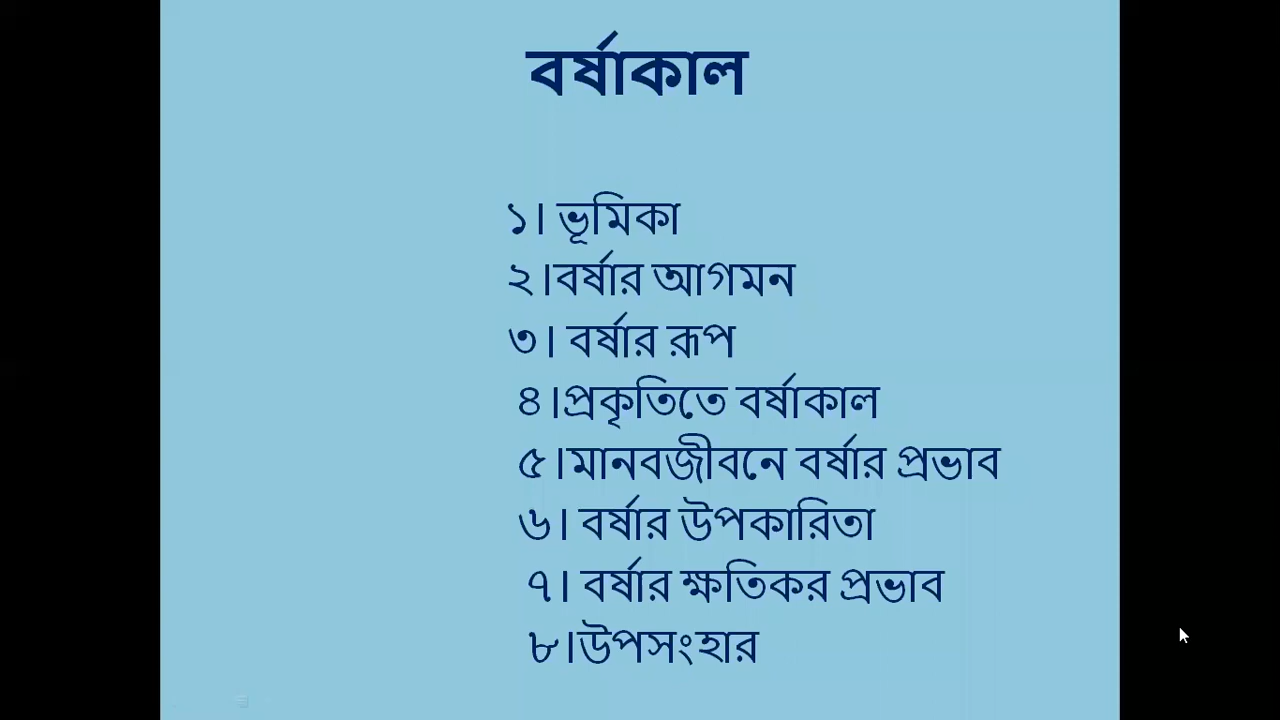 বর্ষাকাল
১। ভূমিকা
২।বর্ষার আগমন
৩। বর্ষার রূপ
৪।প্রকৃতিতে বর্ষাকাল
৫।মানবজীবনে বর্ষার প্রভাব
৬। বর্ষার উপকারিতা
৭। বর্ষার ক্ষতিকর প্রভাব
৮।উপসংহার